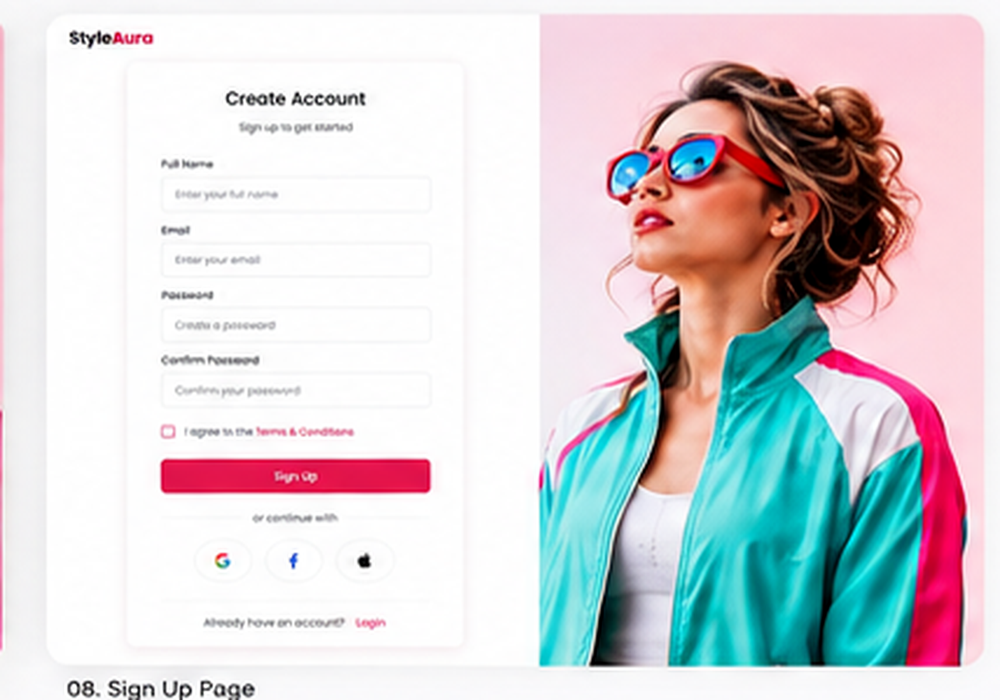 StyleAura
Create Account
Sign up to get started
Full Name
Enter your full name
Email
Enter your email
Password
Create a password
Confirm Password
Confirm your password
I agree to the Terms & Conditions
Sign Up
or continue with
G f
Already have an account? Login
08. Sign Up Page